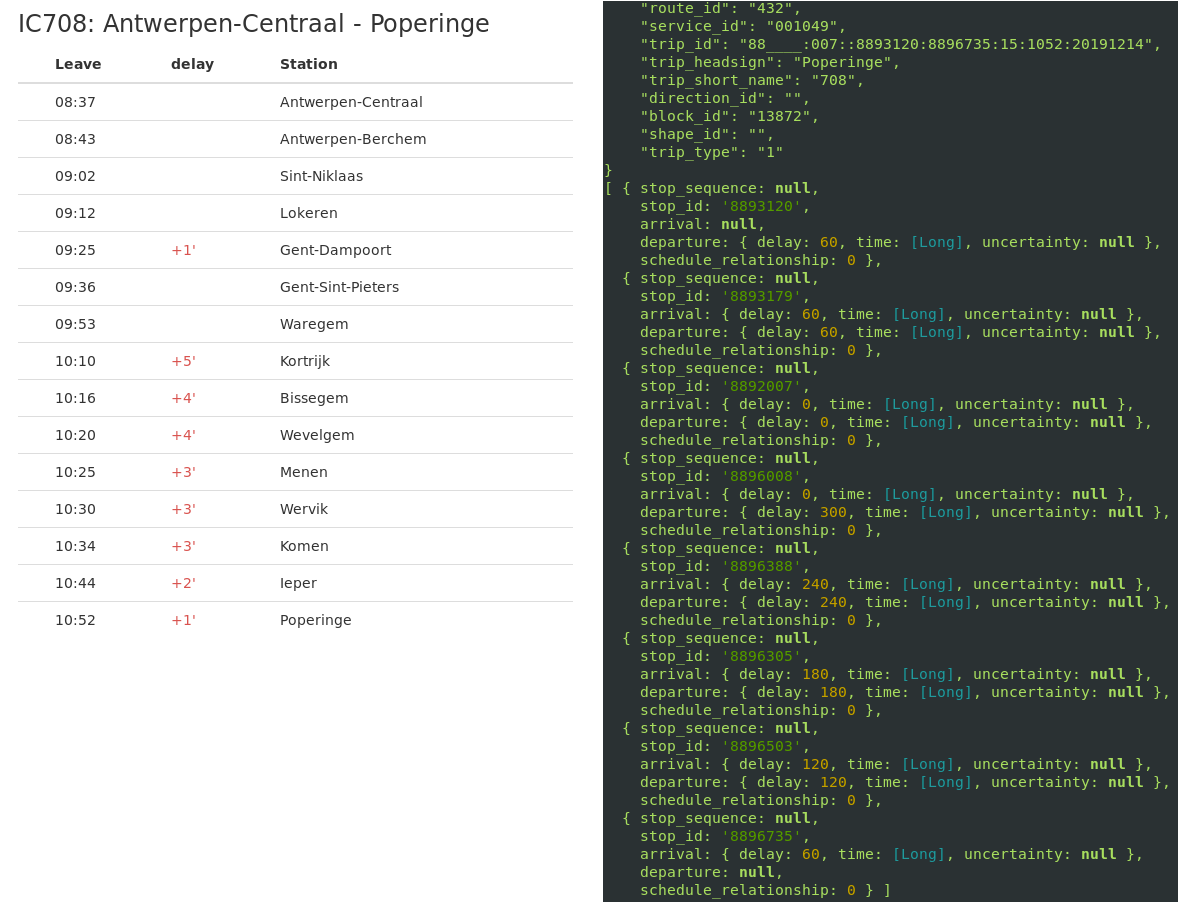 IC708: Antwerpen-Centraal - Poperinge
Leave delay Station
08:37 Antwerpen-Centraal
08:43 Antwerpen-Berchem
09:02 Sint-Niklaas
09:12 Lokeren
09:25 +1' Gent-Dampoort
09:36 Gent-Sint-Pieters
09:53 Waregem
10:10 +5' Kortrijk
10:16 +4' Bissegem
10:20 +4' Wevelgem
10:25 +3' Menen
10:30 +3' Wervik
10:34 +3' Komen
10:44 +2' Ieper
10:52 +1' Poperinge
"route_id": "432",
"service_id": "001049",
"trip_id": "88____:007::8893120:8896735:15:1052:20191214",
"trip_headsign": "Poperinge",
"trip_short_name": "708",
"direction_id": "",
"block_id": "13872",
"shape_id": "",
"trip_type": "1"
}
[ { stop_sequence: null,
stop_id: '8893120',
arrival: null,
departure: { delay: 60, time: [Long], uncertainty: null },
schedule_relationship: 0 },
{ stop_sequence: null,
stop_id: '8893179',
arrival: { delay: 60, time: [Long], uncertainty: null },
departure: { delay: 60, time: [Long], uncertainty: null },
schedule_relationship: 0 },
{ stop_sequence: null,
stop_id: '8892007',
arrival: { delay: 0, time: [Long], uncertainty: null },
departure: { delay: 0, time: [Long], uncertainty: null },
schedule_relationship: 0 },
{ stop_sequence: null,
stop_id: '8896008',
arrival: { delay: 0, time: [Long], uncertainty: null },
departure: { delay: 300, time: [Long], uncertainty: null },
schedule_relationship: 0 },
{ stop_sequence: null,
stop_id: '8896388',
arrival: { delay: 240, time: [Long], uncertainty: null },
departure: { delay: 240, time: [Long], uncertainty: null },
schedule_relationship: 0 },
{ stop_sequence: null,
stop_id: '8896305',
arrival: { delay: 180, time: [Long], uncertainty: null },
departure: { delay: 180, time: [Long], uncertainty: null },
schedule_relationship: 0 },
{ stop_sequence: null,
stop_id: '8896503',
arrival: { delay: 120, time: [Long], uncertainty: null },
departure: { delay: 120, time: [Long], uncertainty: null },
schedule_relationship: 0 },
{ stop_sequence: null,
stop_id: '8896735',
arrival: { delay: 60, time: [Long], uncertainty: null },
departure: null,
schedule_relationship: 0 } ]